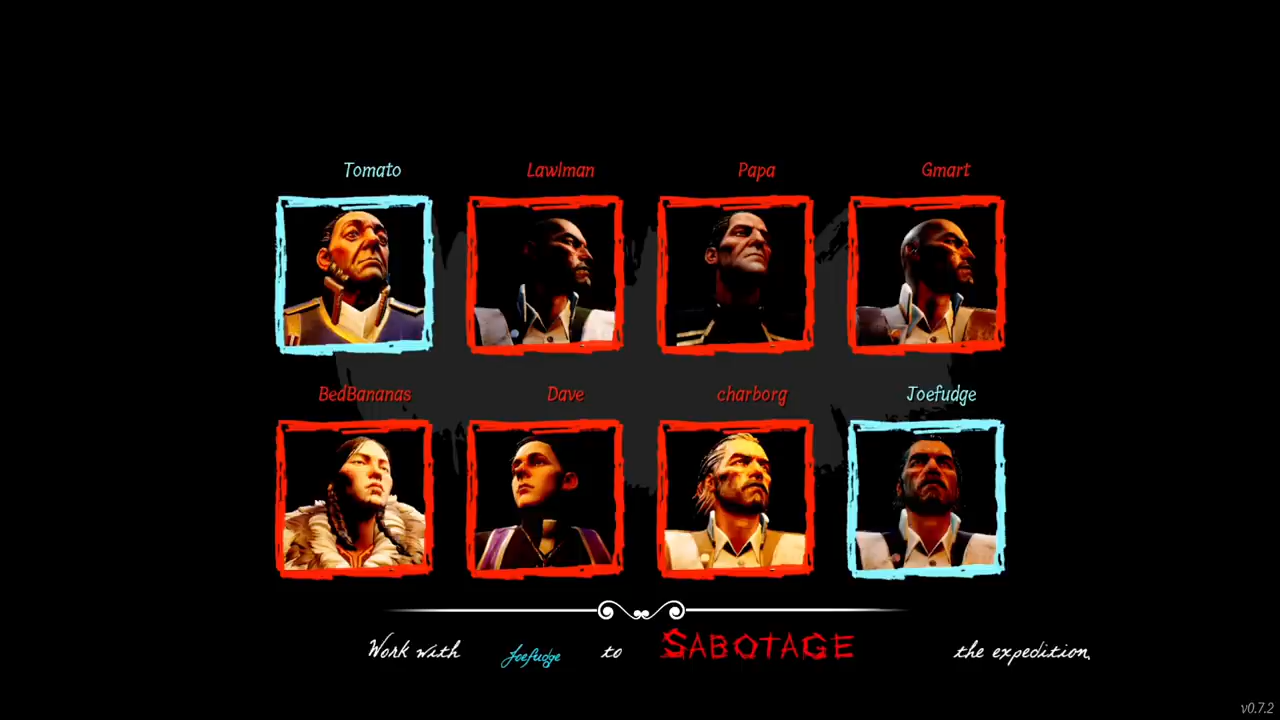 Tomato Lawlman Papa Gmart
BedBananas Dave charborg Joefudge
Work with Joefudge to SABOTAGE the expedition.
v0.7.2